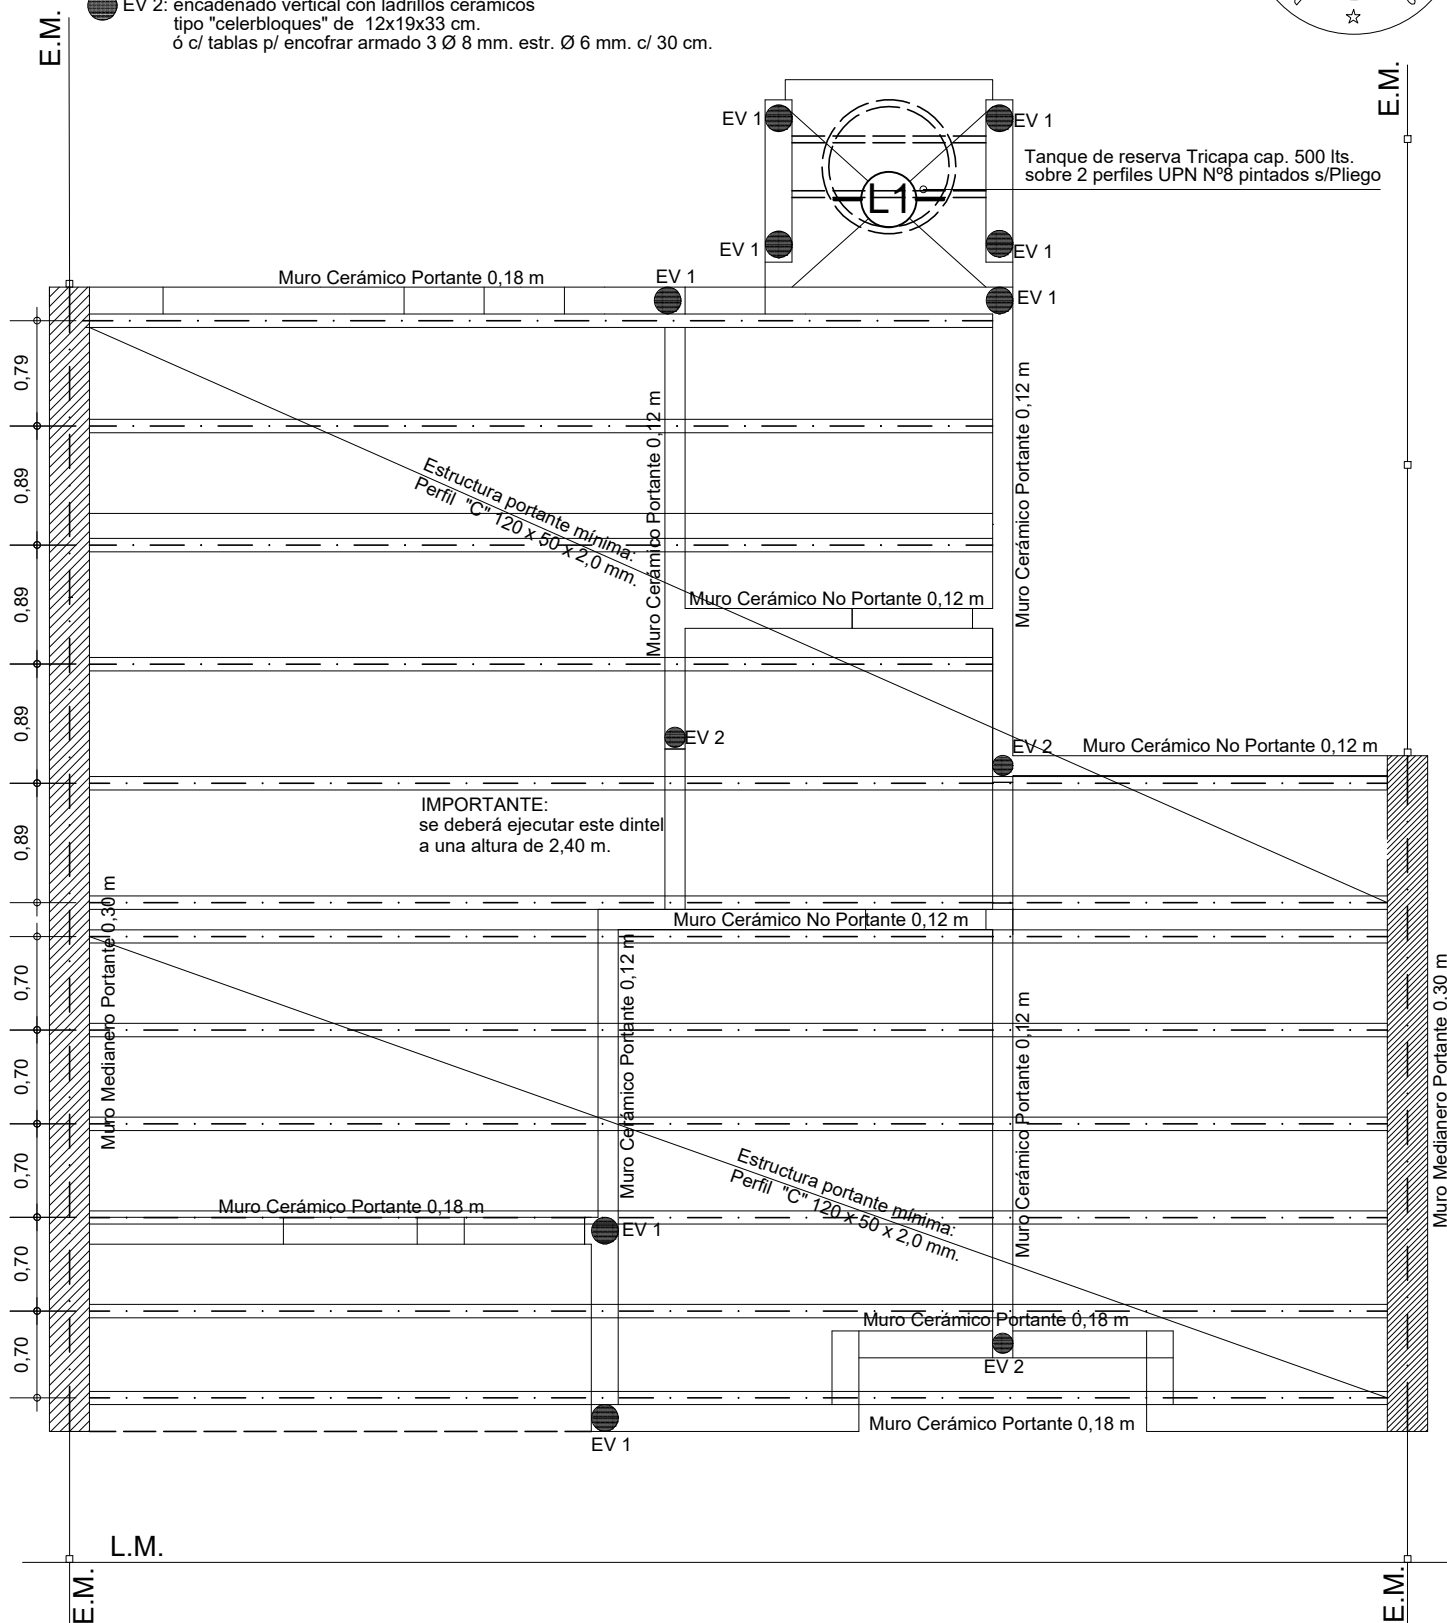 EV 2: encadenado vertical con ladrillos cerámicos
tipo "celerbloques" de 12x19x33 cm.
ó c/ tablas p/ encofrar armado 3 Ø 8 mm. estr. Ø 6 mm. c/ 30 cm.
E.M.
E.M.
EV 1
EV 1
Tanque de reserva Tricapa cap. 500 lts.
sobre 2 perfiles UPN Nº8 pintados s/Pliego
L1
EV 1
EV 1
Muro Cerámico Portante 0,18 m
EV 1
EV 1
0,79
0,89
0,89
0,89
0,89
0,70
0,70
0,70
0,70
0,70
Muro Cerámico Portante 0,12 m
Muro Cerámico Portante 0,12 m
Estructura portante mínima:
Perfil "C" 120 x 50 x 2,0 mm.
Muro Cerámico No Portante 0,12 m
EV 2
EV 2
Muro Cerámico No Portante 0,12 m
IMPORTANTE:
se deberá ejecutar este dintel
a una altura de 2,40 m.
Muro Medianero Portante 0,30 m
Muro Cerámico No Portante 0,12 m
Muro Cerámico Portante 0,12 m
Muro Cerámico Portante 0,12 m
Muro Medianero Portante 0.30 m
Estructura portante mínima:
Perfil "C" 120 x 50 x 2,0 mm.
Muro Cerámico Portante 0,18 m
EV 1
Muro Cerámico Portante 0,18 m
EV 2
Muro Cerámico Portante 0,18 m
EV 1
L.M.
E.M.
E.M.